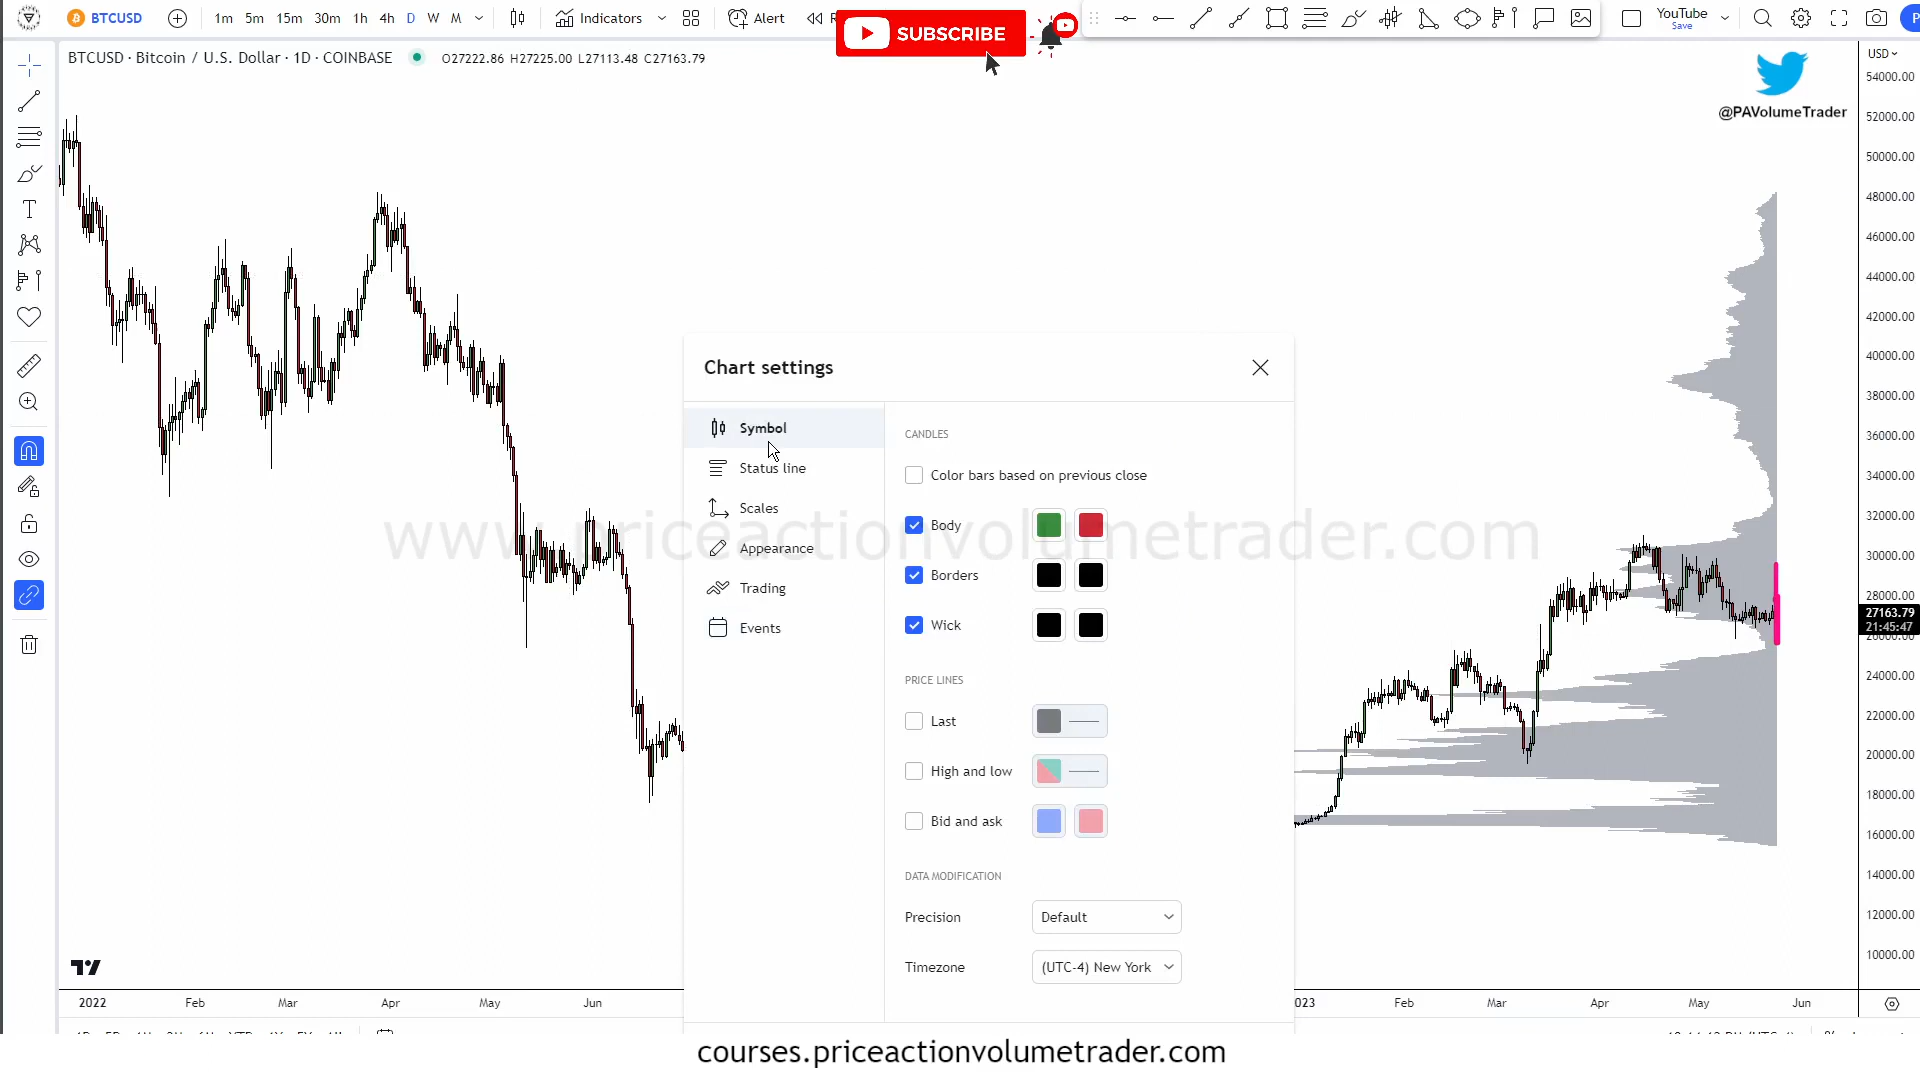 BTCUSD 1m 5m 15m 30m 1h 4h D W M Indicators Alert
SUBSCRIBE
YouTube
Save
BTCUSD · Bitcoin / U.S. Dollar · 1D · COINBASE O27222.86 H27225.00 L27113.48 C27163.79
USD
@PAVolumeTrader
54000.00
52000.00
50000.00
48000.00
46000.00
44000.00
42000.00
40000.00
38000.00
36000.00
34000.00
32000.00
30000.00
28000.00
27163.79
21:45:47
24000.00
22000.00
20000.00
18000.00
16000.00
14000.00
12000.00
10000.00
Chart settings
Symbol
Status line
Scales
Appearance
Trading
Events
CANDLES
Color bars based on previous close
Body
Borders
Wick
PRICE LINES
Last
High and low
Bid and ask
DATA MODIFICATION
Precision Default
Timezone (UTC-4) New York
www.priceactionvolumetrader.com
2022 Feb Mar Apr May Jun Feb Mar Apr May Jun
courses.priceactionvolumetrader.com